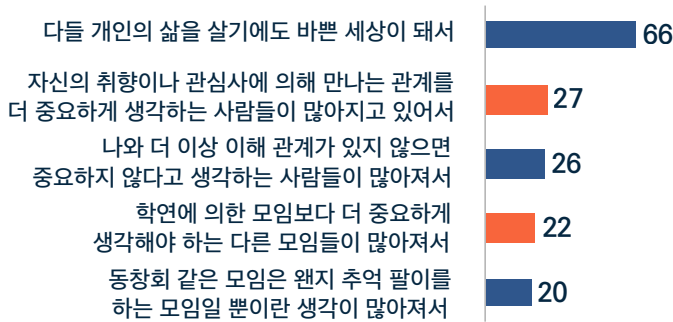 다들 개인의 삶을 살기에도 바쁜 세상이 돼서
66
자신의 취향이나 관심사에 의해 만나는 관계를
더 중요하게 생각하는 사람들이 많아지고 있어서
27
나와 더 이상 이해 관계가 있지 않으면
중요하지 않다고 생각하는 사람들이 많아져서
26
학연에 의한 모임보다 더 중요하게
생각해야 하는 다른 모임들이 많아져서
22
동창회 같은 모임은 왠지 추억 팔이를
하는 모임일 뿐이란 생각이 많아져서
20